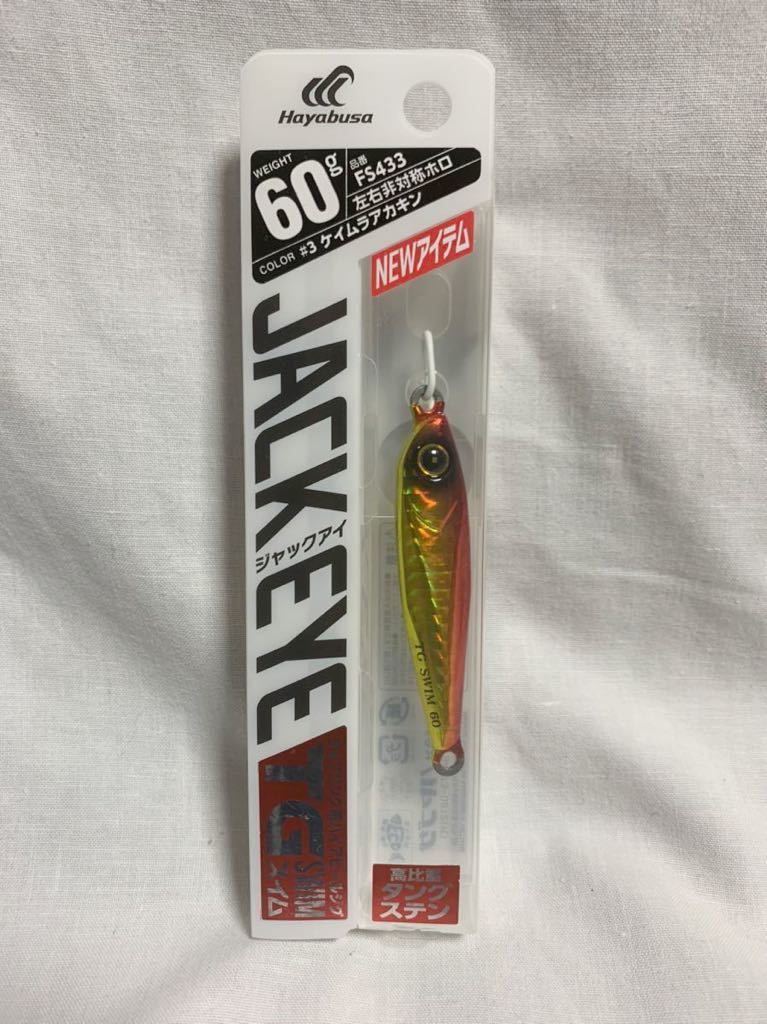 Hayabusa
WEIGHT
60g
品番
FS433
左右非対称ホロ
COLOR #3 ケイムラアカキン
NEWアイテム
JACKEYE
ジャックアイ
TG
SWIM
スイム
TG SWIM 60
高比重
タングステン